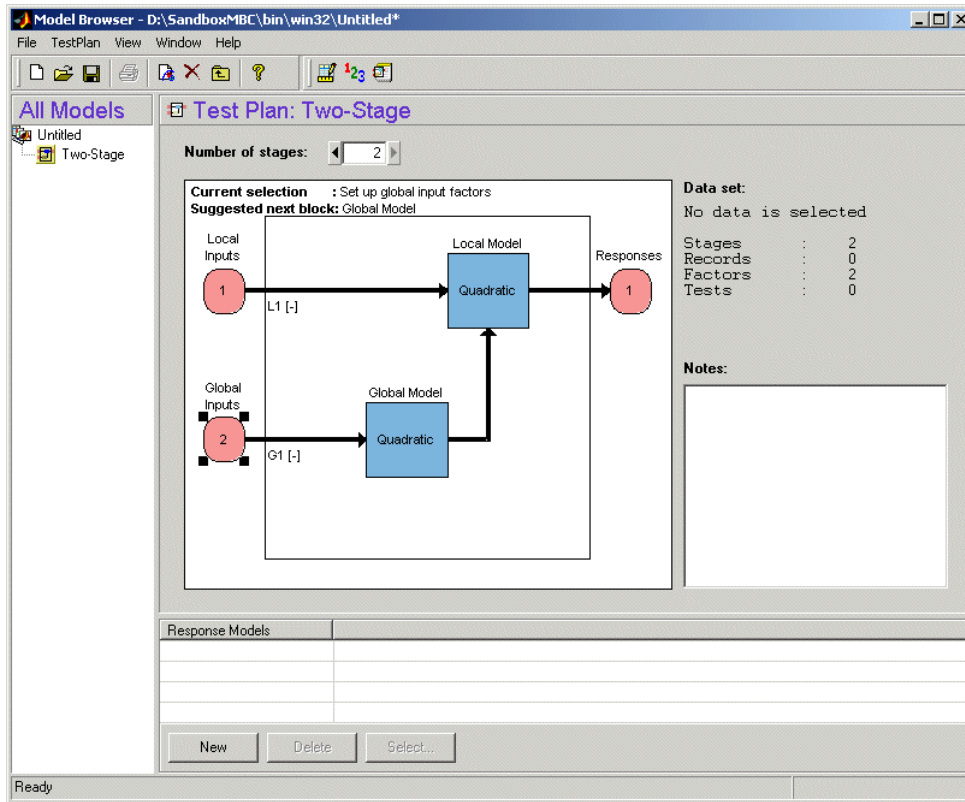 Model Browser - D:\SandboxMBC\bin\win32\Untitled*
File TestPlan View Window Help
All Models
Untitled
Two-Stage
Test Plan: Two-Stage
Number of stages: 2
Current selection : Set up global input factors
Suggested next block: Global Model
Local
Inputs
1
L1 [-]
Local Model
Quadratic
Responses
1
Global
Inputs
2
G1 [-]
Global Model
Quadratic
Data set:
No data is selected
Stages : 2
Records : 0
Factors : 2
Tests : 0
Notes:
Response Models
New Delete Select...
Ready